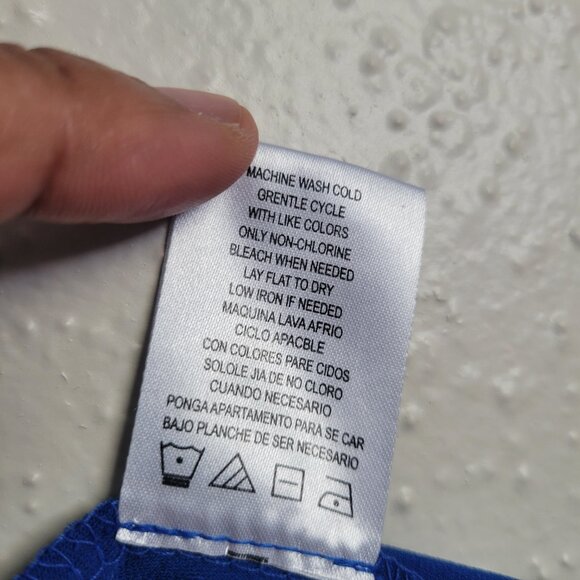 MACHINE WASH COLD
GRENTLE CYCLE
WITH LIKE COLORS
ONLY NON-CHLORINE
BLEACH WHEN NEEDED
LAY FLAT TO DRY
LOW IRON IF NEEDED
MAQUINA LAVA AFRIO
CICLO APACBLE
CON COLORES PARE CIDOS
SOLOLE JIA DE NO CLORO
CUANDO NECESARIO
PONGA APARTAMENTO PARA SE CAR
BAJO PLANCHE DE SER NECESARIO